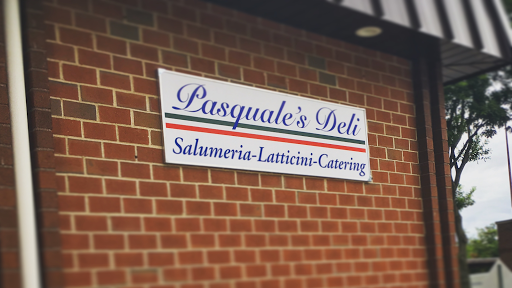 Pasquale's Deli
Salumeria-Latticini-Catering